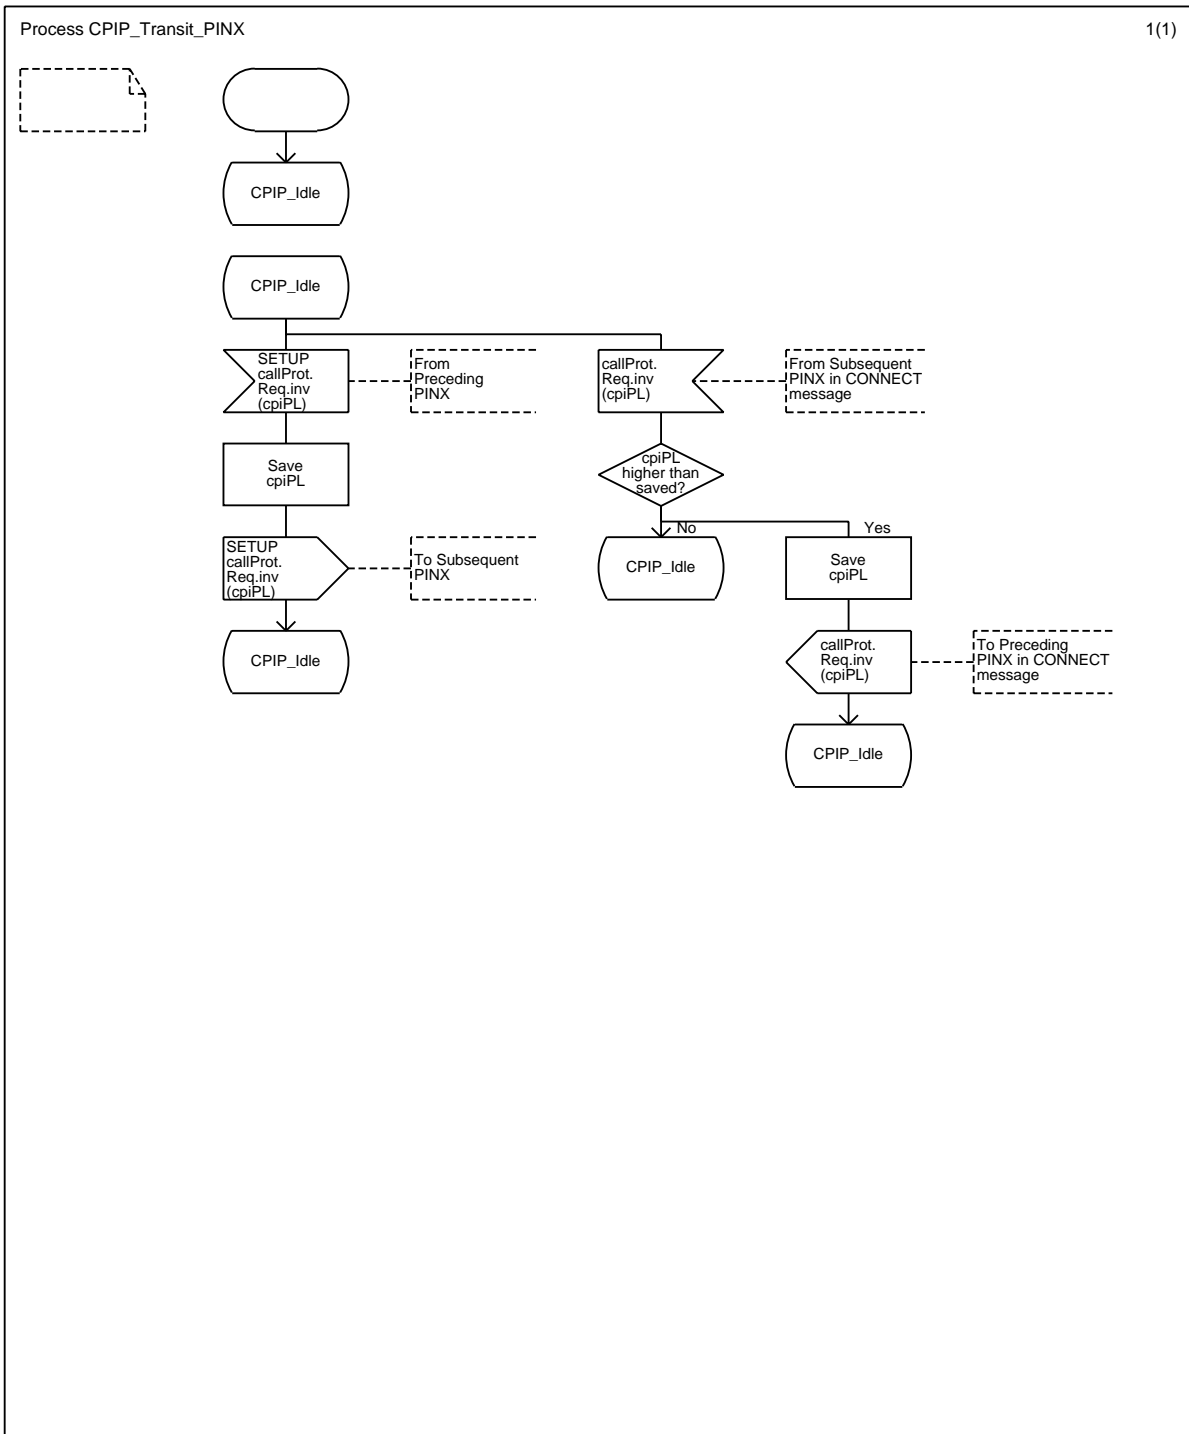 Process CPIP_Transit_PINX
1(1)
CPIP_Idle
CPIP_Idle
SETUP
callProt.
Req.inv
(cpiPL)
From
Preceding
PINX
callProt.
Req.inv
(cpiPL)
From Subsequent
PINX in CONNECT
message
Save
cpiPL
cpiPL
higher than
saved?
No
Yes
SETUP
callProt.
Req.inv
(cpiPL)
To Subsequent
PINX
CPIP_Idle
Save
cpiPL
CPIP_Idle
callProt.
Req.inv
(cpiPL)
To Preceding
PINX in CONNECT
message
CPIP_Idle